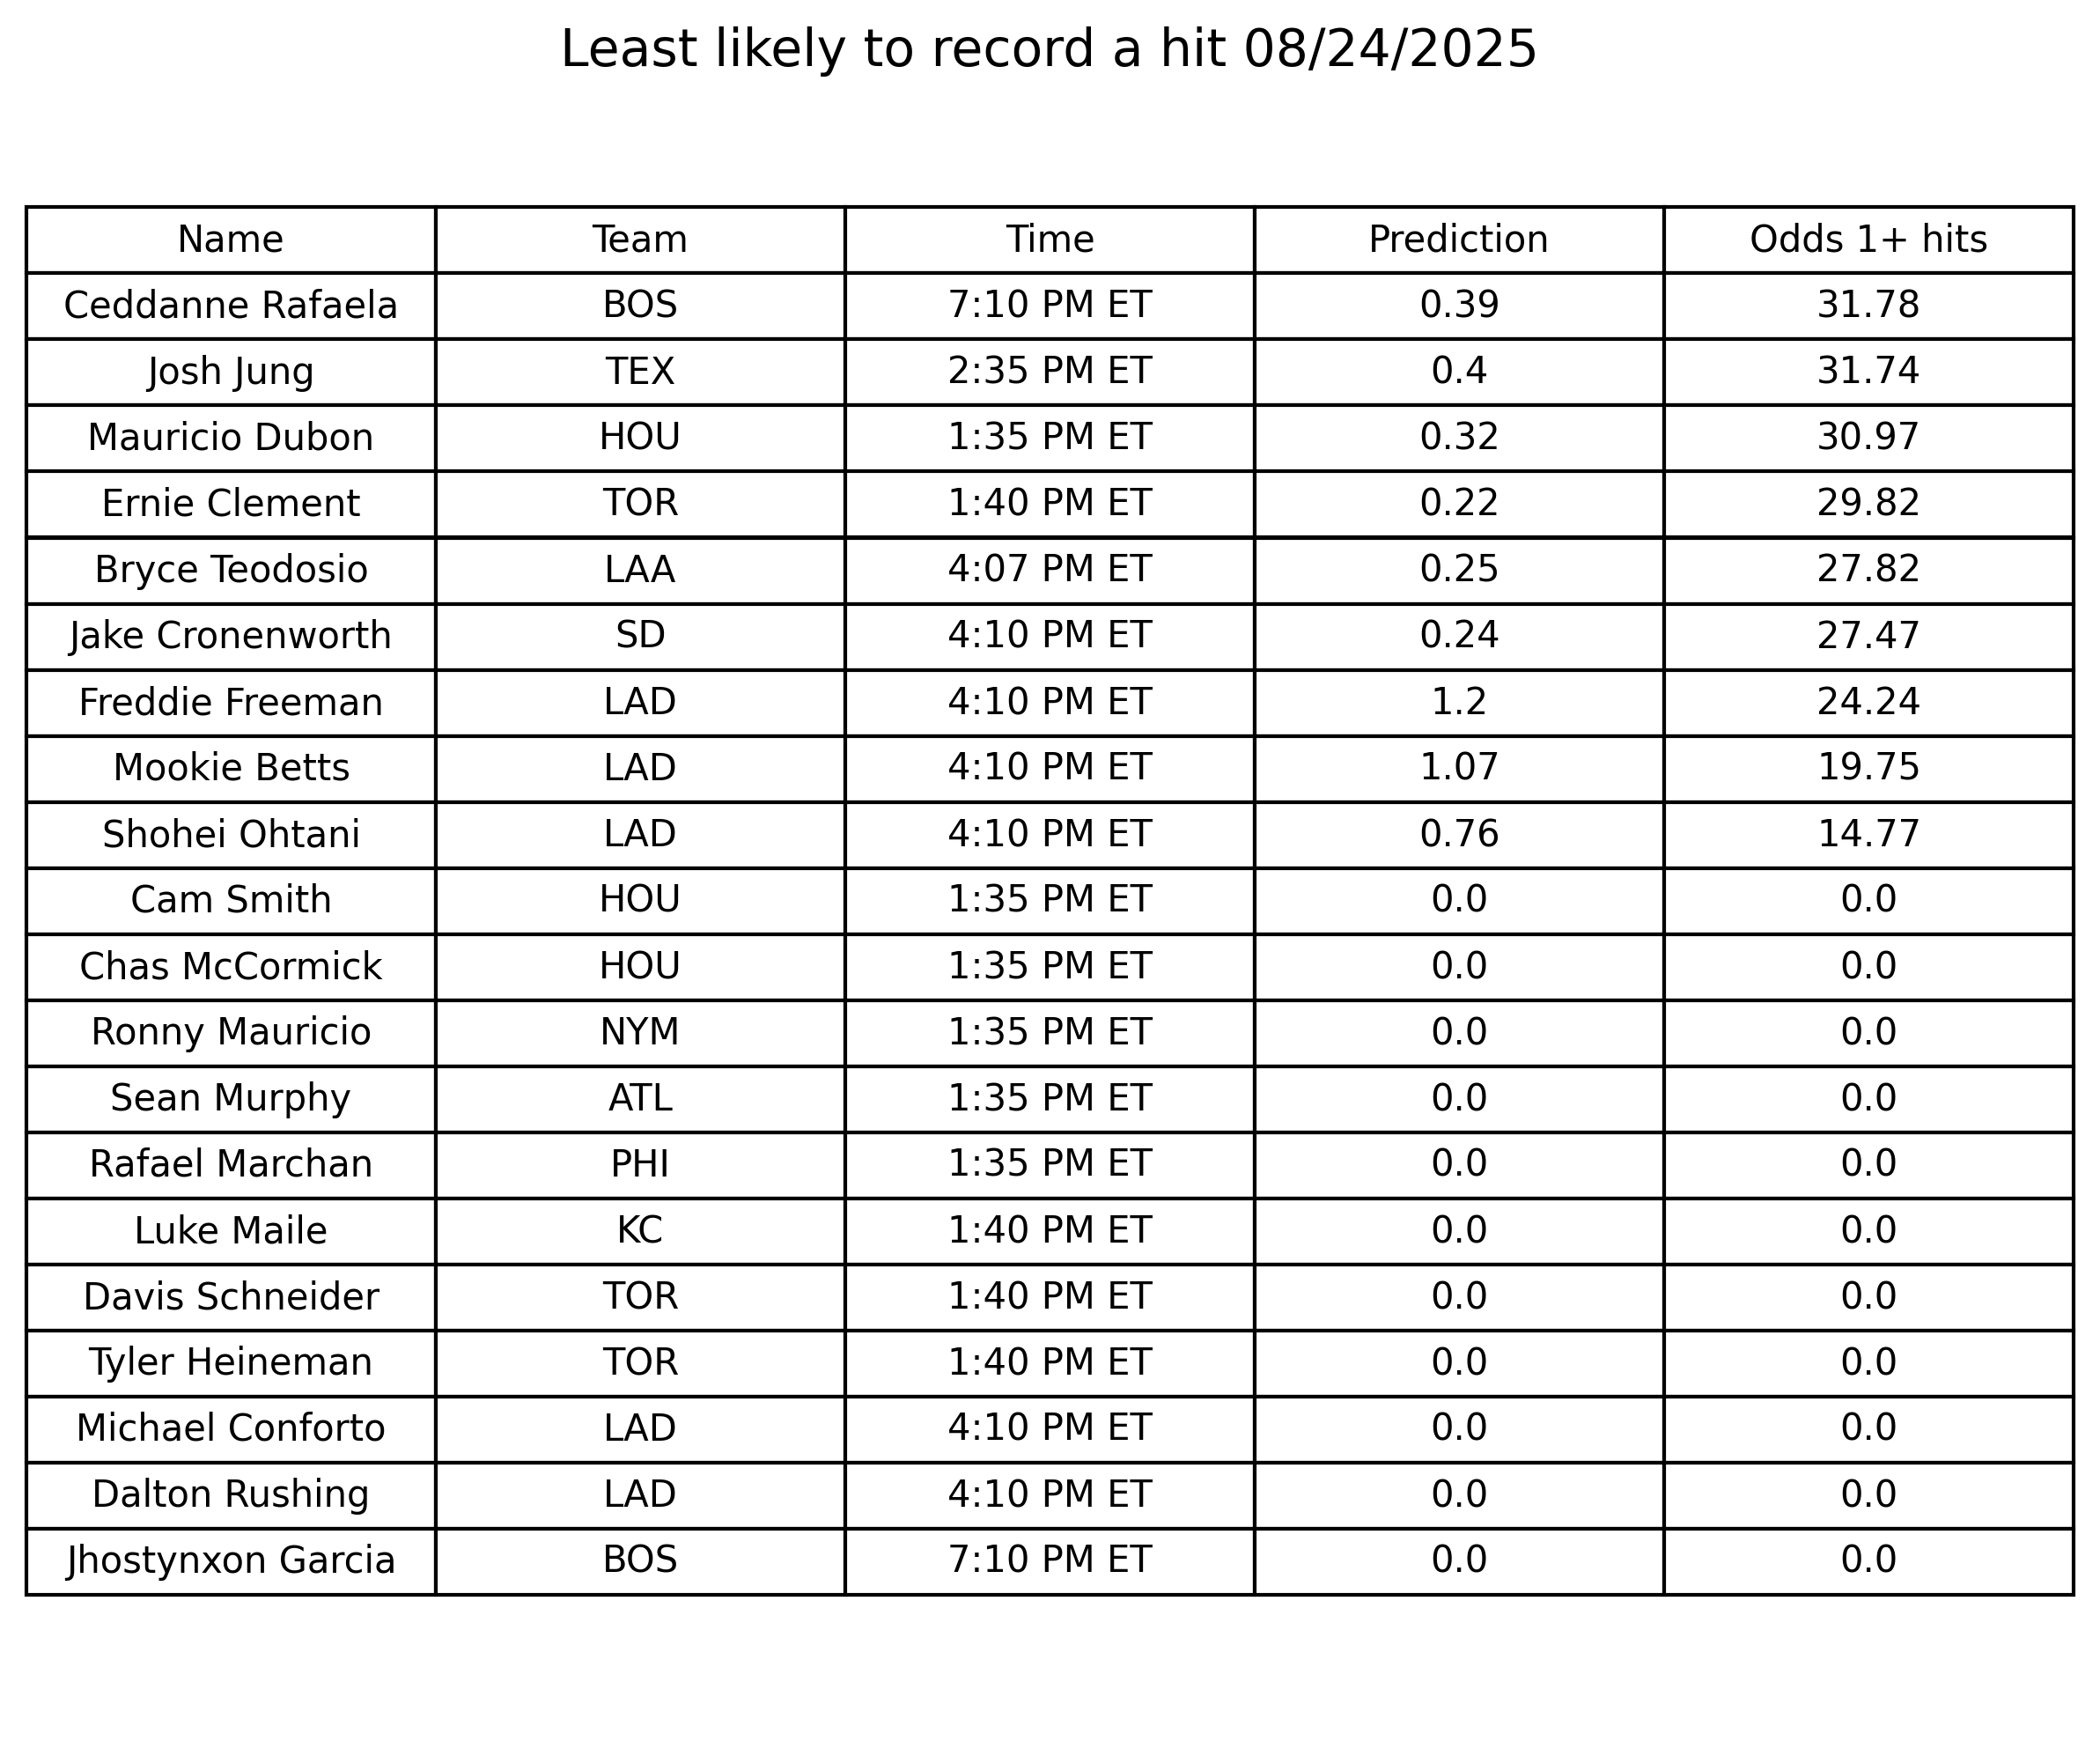 Least likely to record a hit 08/24/2025
Name Team Time Prediction Odds 1+ hits
Ceddanne Rafaela BOS 7:10 PM ET 0.39 31.78
Josh Jung TEX 2:35 PM ET 0.4 31.74
Mauricio Dubon HOU 1:35 PM ET 0.32 30.97
Ernie Clement TOR 1:40 PM ET 0.22 29.82
Bryce Teodosio LAA 4:07 PM ET 0.25 27.82
Jake Cronenworth SD 4:10 PM ET 0.24 27.47
Freddie Freeman LAD 4:10 PM ET 1.2 24.24
Mookie Betts LAD 4:10 PM ET 1.07 19.75
Shohei Ohtani LAD 4:10 PM ET 0.76 14.77
Cam Smith HOU 1:35 PM ET 0.0 0.0
Chas McCormick HOU 1:35 PM ET 0.0 0.0
Ronny Mauricio NYM 1:35 PM ET 0.0 0.0
Sean Murphy ATL 1:35 PM ET 0.0 0.0
Rafael Marchan PHI 1:35 PM ET 0.0 0.0
Luke Maile KC 1:40 PM ET 0.0 0.0
Davis Schneider TOR 1:40 PM ET 0.0 0.0
Tyler Heineman TOR 1:40 PM ET 0.0 0.0
Michael Conforto LAD 4:10 PM ET 0.0 0.0
Dalton Rushing LAD 4:10 PM ET 0.0 0.0
Jhostynxon Garcia BOS 7:10 PM ET 0.0 0.0